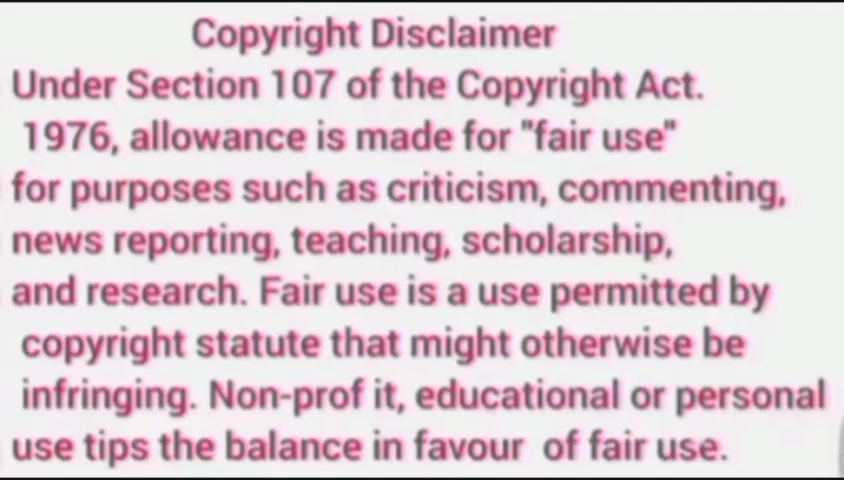 Copyright Disclaimer
Under Section 107 of the Copyright Act.
1976, allowance is made for "fair use"
for purposes such as criticism, commenting,
news reporting, teaching, scholarship,
and research. Fair use is a use permitted by
copyright statute that might otherwise be
infringing. Non-prof it, educational or personal
use tips the balance in favour of fair use.